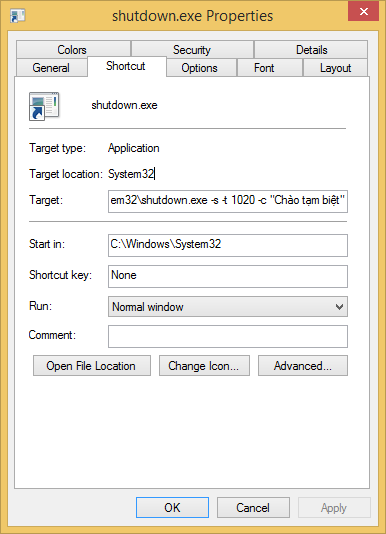 shutdown.exe Properties
Colors Security Details
General Shortcut Options Font Layout
shutdown.exe
Target type: Application
Target location: System32
Target: em32\shutdown.exe -s -t 1020 -c "Chào tạm biệt"
Start in: C:\Windows\System32
Shortcut key: None
Run: Normal window
Comment:
Open File Location Change Icon... Advanced...
OK Cancel Apply